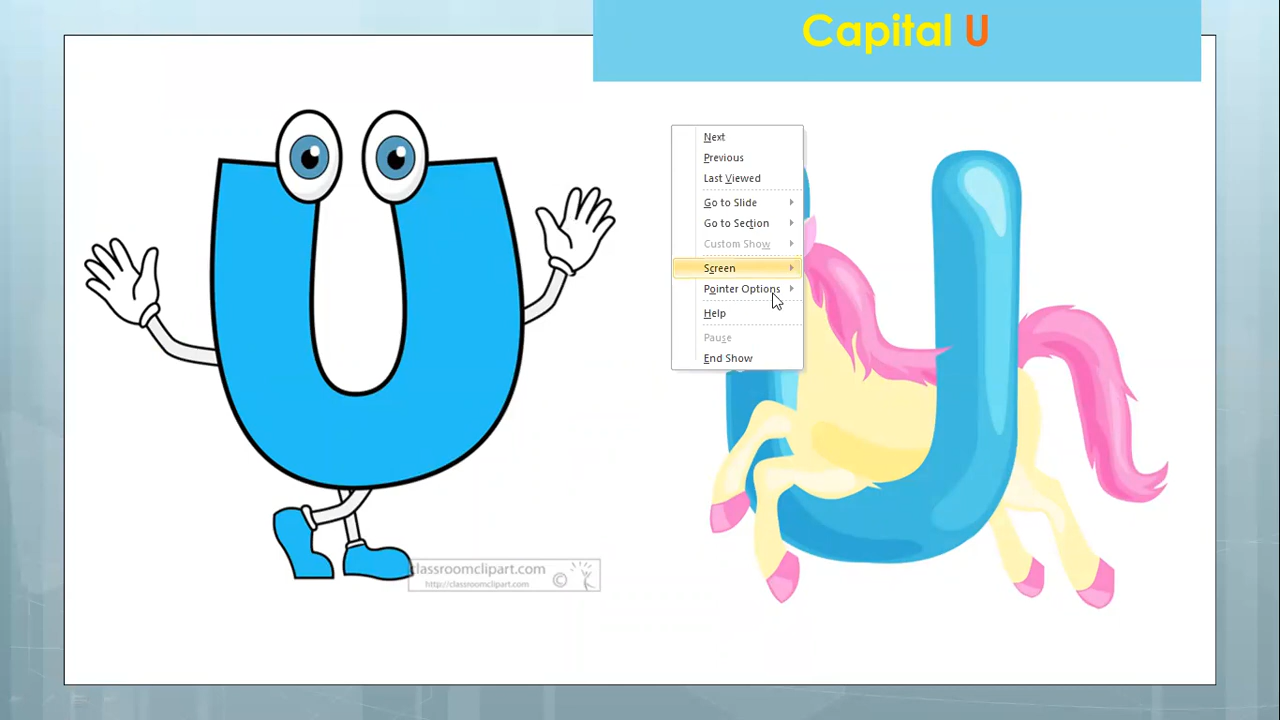 Capital U
Next
Previous
Last Viewed
Go to Slide
Go to Section
Custom Show
Screen
Pointer Options
Help
Pause
End Show
classroomclipart.com
http://classroomclipart.com
©